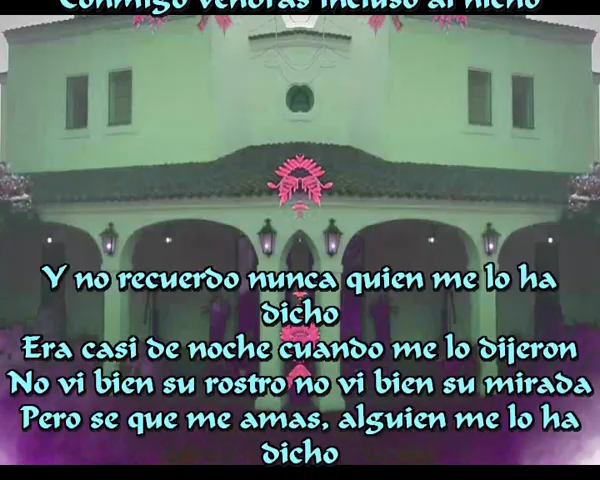 Conmigo vendrás incluso al nicho
Y no recuerdo nunca quien me lo ha
dicho
Era casi de noche cuando me lo dijeron
No vi bien su rostro no vi bien su mirada
Pero se que me amas, alguien me lo ha
dicho